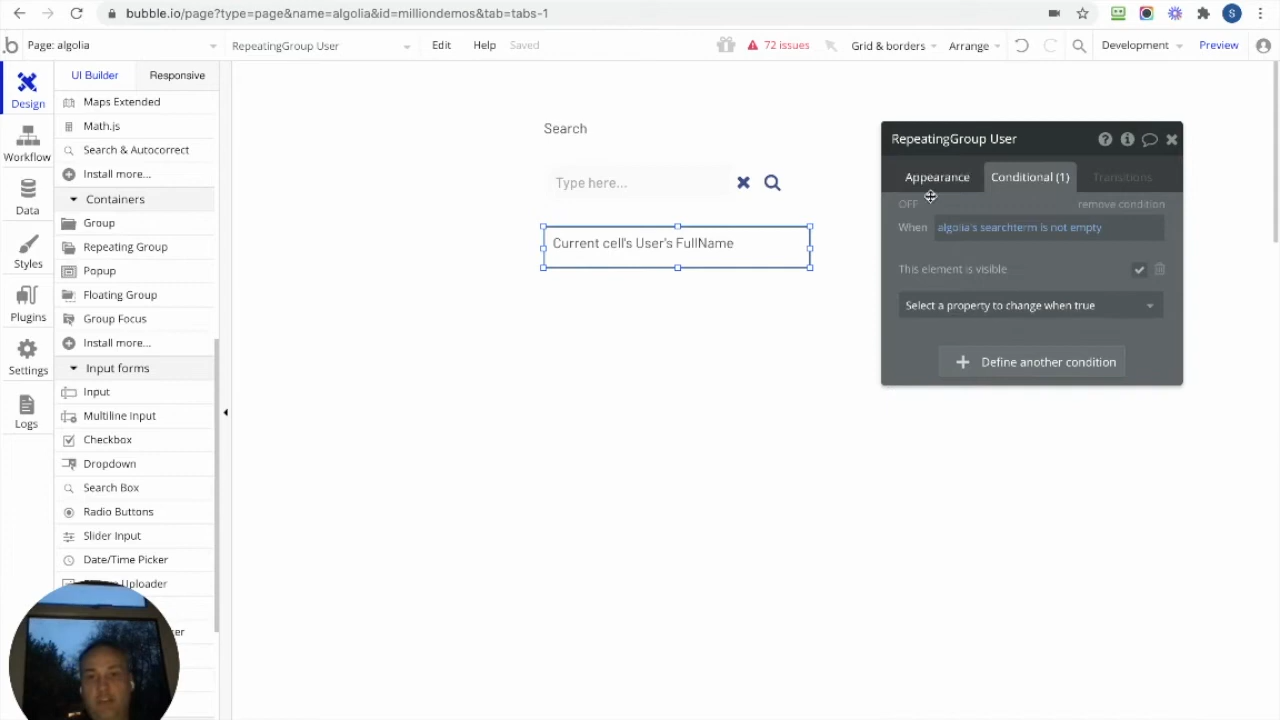 bubble.io/page?type=page&name=algolia&id=milliondemos&tab=tabs-1
S
.b Page: algolia
RepeatingGroup User
Edit
Help
Saved
72 issues
Grid & borders
Arrange
Development
Preview
Design
Workflow
Data
Styles
Plugins
Settings
Logs
UI Builder
Responsive
Maps Extended
Math.js
Search & Autocorrect
Install more...
Containers
Group
Repeating Group
Popup
Floating Group
Group Focus
Install more...
Input forms
Input
Multiline Input
Checkbox
Dropdown
Search Box
Radio Buttons
Slider Input
Date/Time Picker
Uploader
Search
Type here...
Current cell's User's FullName
RepeatingGroup User
Appearance
Conditional (1)
Transitions
OFF
remove condition
When
algolia's searchterm is not empty
This element is visible
Select a property to change when true
Define another condition